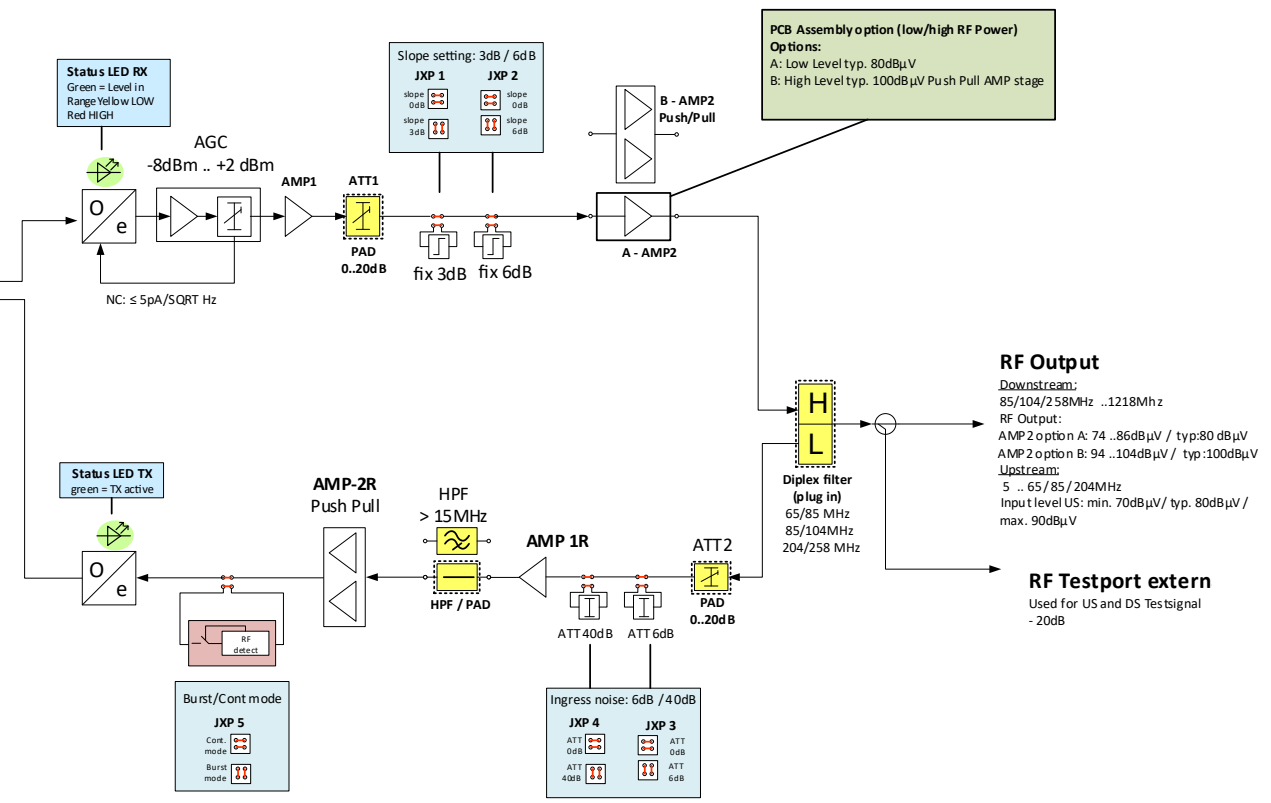 PCB Assembly option (low/high RF Power)
Options:
A: Low Level typ. 80dBµV
B: High Level typ. 100dBµV Push Pull AMP stage
Slope setting: 3dB / 6dB
JXP 1 JXP 2
slope 0dB
slope 0dB
slope 3dB
slope 6dB
Status LED RX
Green = Level in
Range Yellow LOW
Red HIGH
B - AMP2
Push/Pull
AGC
-8dBm .. +2 dBm
AMP1
ATT1
O
e
PAD
0..20dB
fix 3dB fix 6dB
A - AMP2
NC: ≤ 5pA/SQRT Hz
RF Output
Downstream:
85/104/258MHz ..1218Mhz
RF Output:
AMP2 option A: 74 ..86dBµV / typ:80 dBµV
AMP2 option B: 94 ..104dBµV / typ:100dBµV
Upstream:
5 .. 65/85/204MHz
Input level US: min. 70dBµV/ typ. 80dBµV /
max. 90dBµV
H
L
Diplex filter
(plug in)
65/85 MHz
85/104MHz
204/258 MHz
Status LED TX
green = TX active
AMP-2R
Push Pull
HPF
> 15MHz
AMP 1R
ATT2
O
e
HPF / PAD
PAD
0..20dB
RF Testport extern
Used for US and DS Testsignal
- 20dB
ATT 40dB ATT 6dB
RF
detect
Burst/Cont mode
JXP 5
Cont.
mode
Burst
mode
Ingress noise: 6dB / 40dB
JXP 4 JXP 3
ATT
0dB
ATT
0dB
ATT
40dB
ATT
6dB